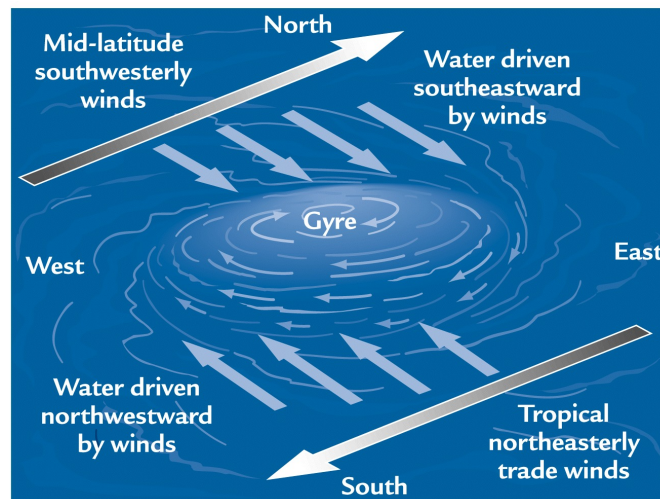 North
Mid-latitude
southwesterly
winds
Water driven
southeastward
by winds
Gyre
West
East
Water driven
northwestward
by winds
Tropical
northeasterly
trade winds
South